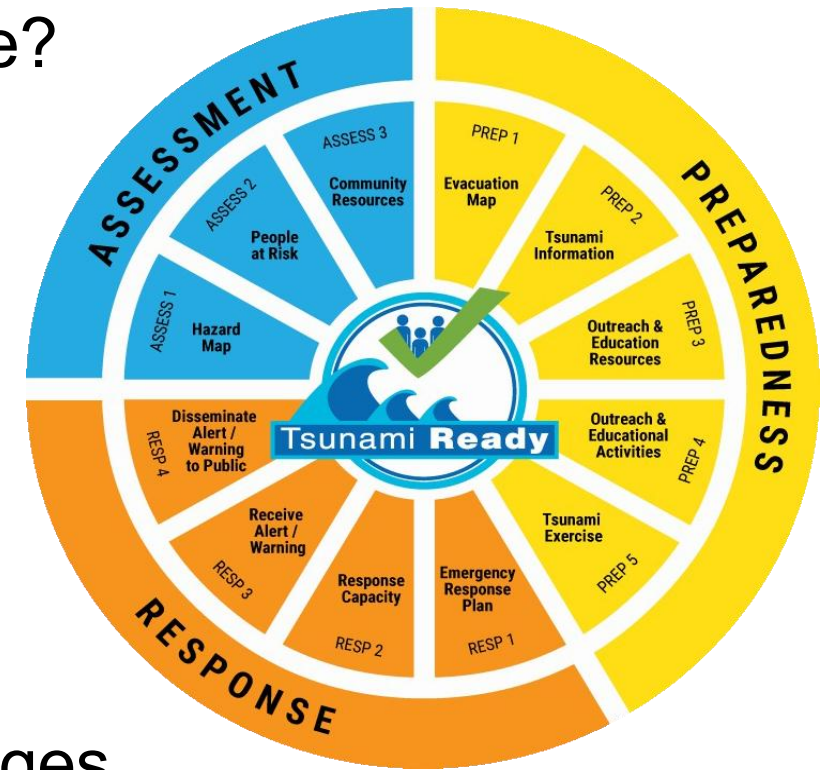 e?
ASSESSMENT
ASSESS 1
Hazard
Map
ASSESS 2
People
at Risk
ASSESS 3
Community
Resources
PREPAREDNESS
PREP 1
Evacuation
Map
PREP 2
Tsunami
Information
PREP 3
Outreach &
Education
Resources
PREP 4
Outreach &
Educational
Activities
PREP 5
Tsunami
Exercise
RESPONSE
RESP 1
Emergency
Response
Plan
RESP 2
Response
Capacity
RESP 3
Receive
Alert /
Warning
RESP 4
Disseminate
Alert /
Warning
to Public
Tsunami Ready